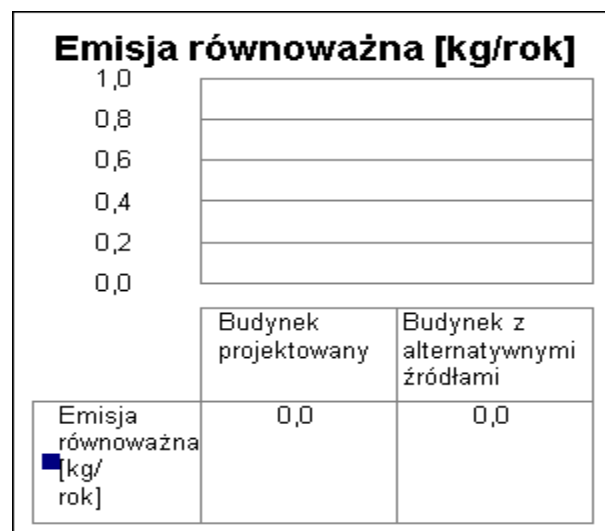 Emisja równoważna [kg/rok]
1,0
0,8
0,6
0,4
0,2
0,0
Budynek
projektowany
Budynek z
alternatywnymi
źródłami
Emisja
równoważna
[kg/
rok]
0,0
0,0